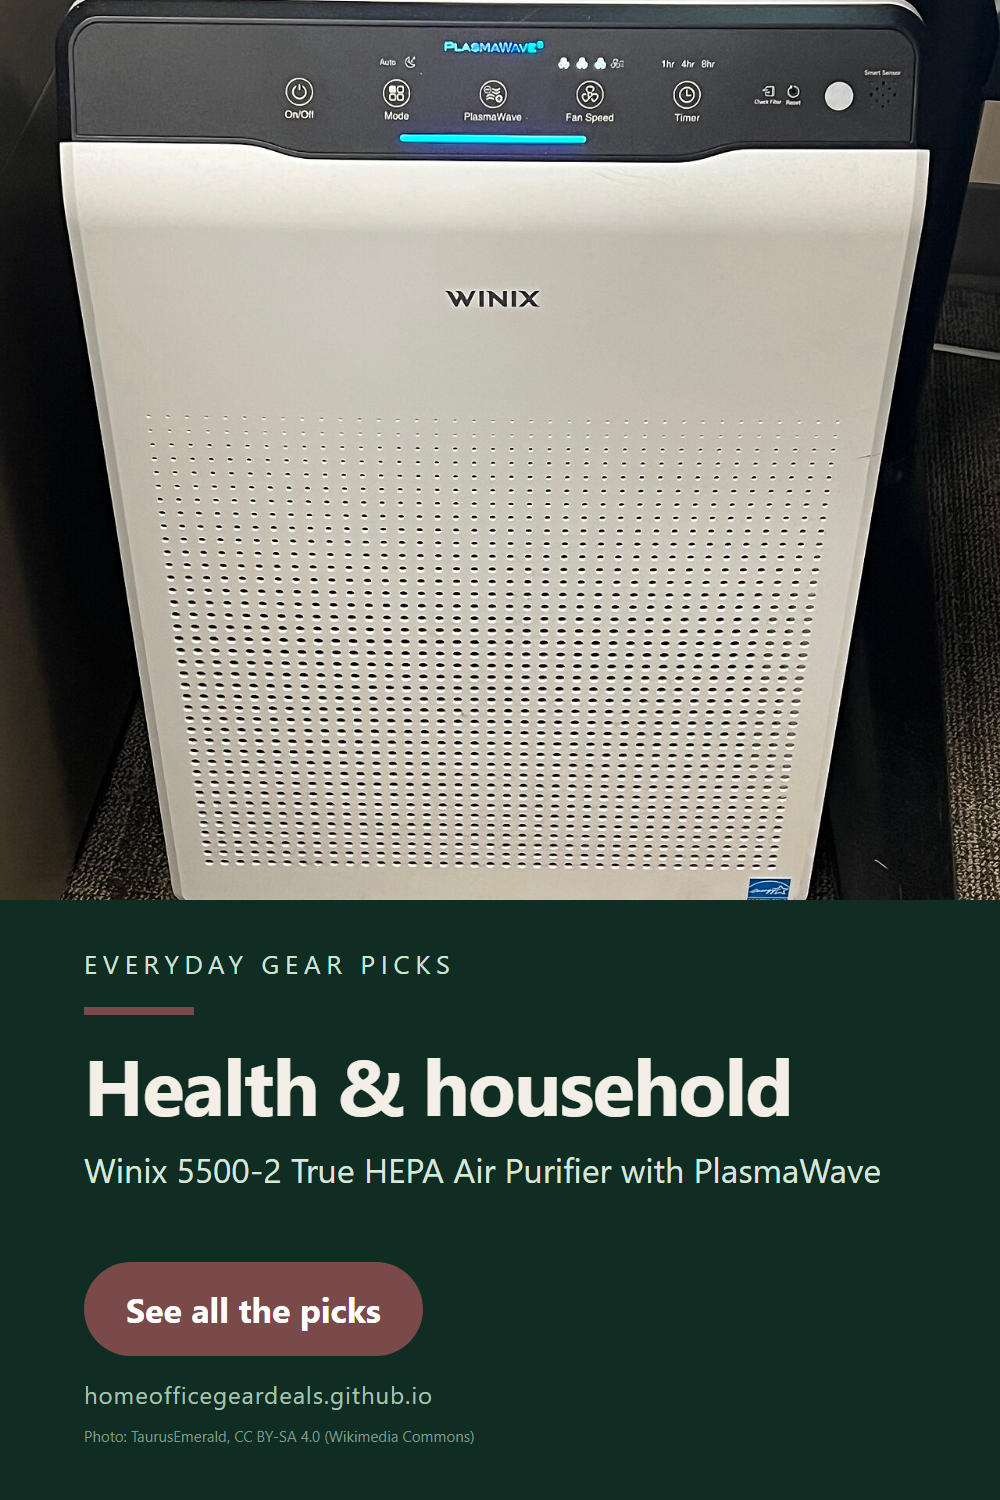 PLASMAWAVE®
Auto
1hr 4hr 8hr
Smart Sensor
On/Off
Mode
PlasmaWave
Fan Speed
Timer
Check Filter
Reset
WINIX
EVERYDAY GEAR PICKS
Health & household
Winix 5500-2 True HEPA Air Purifier with PlasmaWave
See all the picks
homeofficegeardeals.github.io
Photo: TaurusEmerald, CC BY-SA 4.0 (Wikimedia Commons)